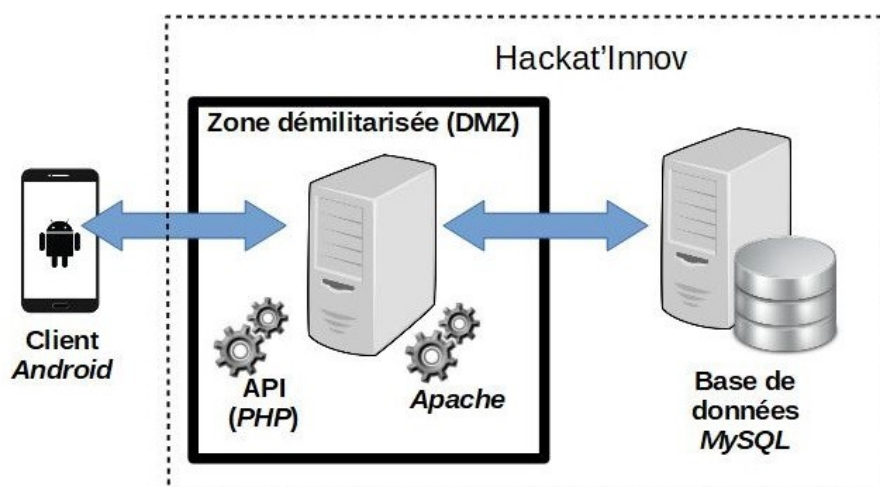 Hackat'Innov
Zone démilitarisée (DMZ)
Client
Android
API
(PHP)
Apache
Base de
données
MySQL